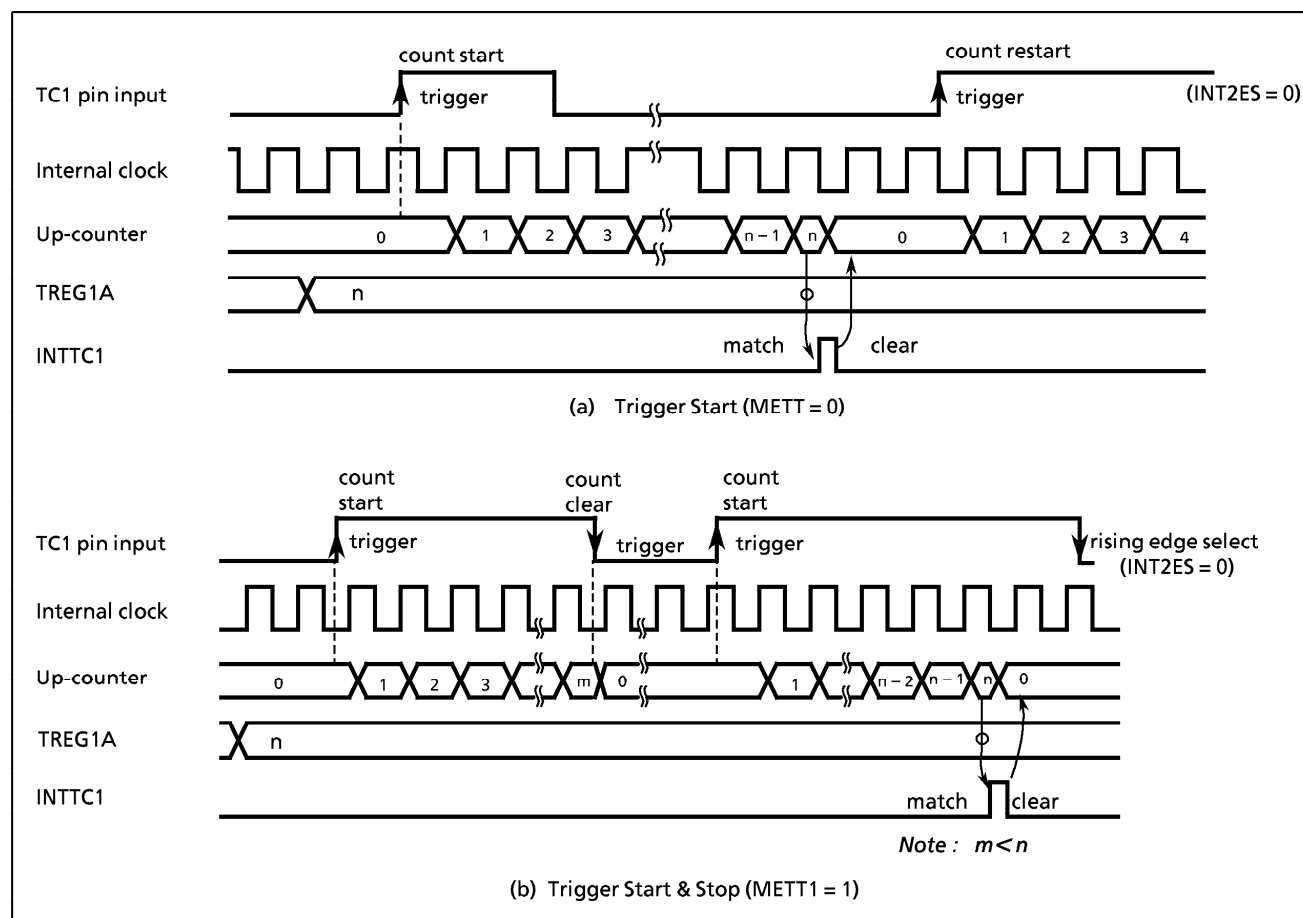 count start
count restart
TC1 pin input
trigger
trigger
(INT2ES = 0)
Internal clock
Up-counter
0 1 2 3 n – 1 n 0 1 2 3 4
TREG1A
n
INTTC1
match
clear
(a) Trigger Start (METT = 0)
count start
count clear
count start
TC1 pin input
trigger
trigger
trigger
rising edge select
(INT2ES = 0)
Internal clock
Up-counter
0 1 2 3 m 0 1 n – 2 n – 1 n 0
TREG1A
n
INTTC1
match
clear
Note : m < n
(b) Trigger Start & Stop (METT1 = 1)